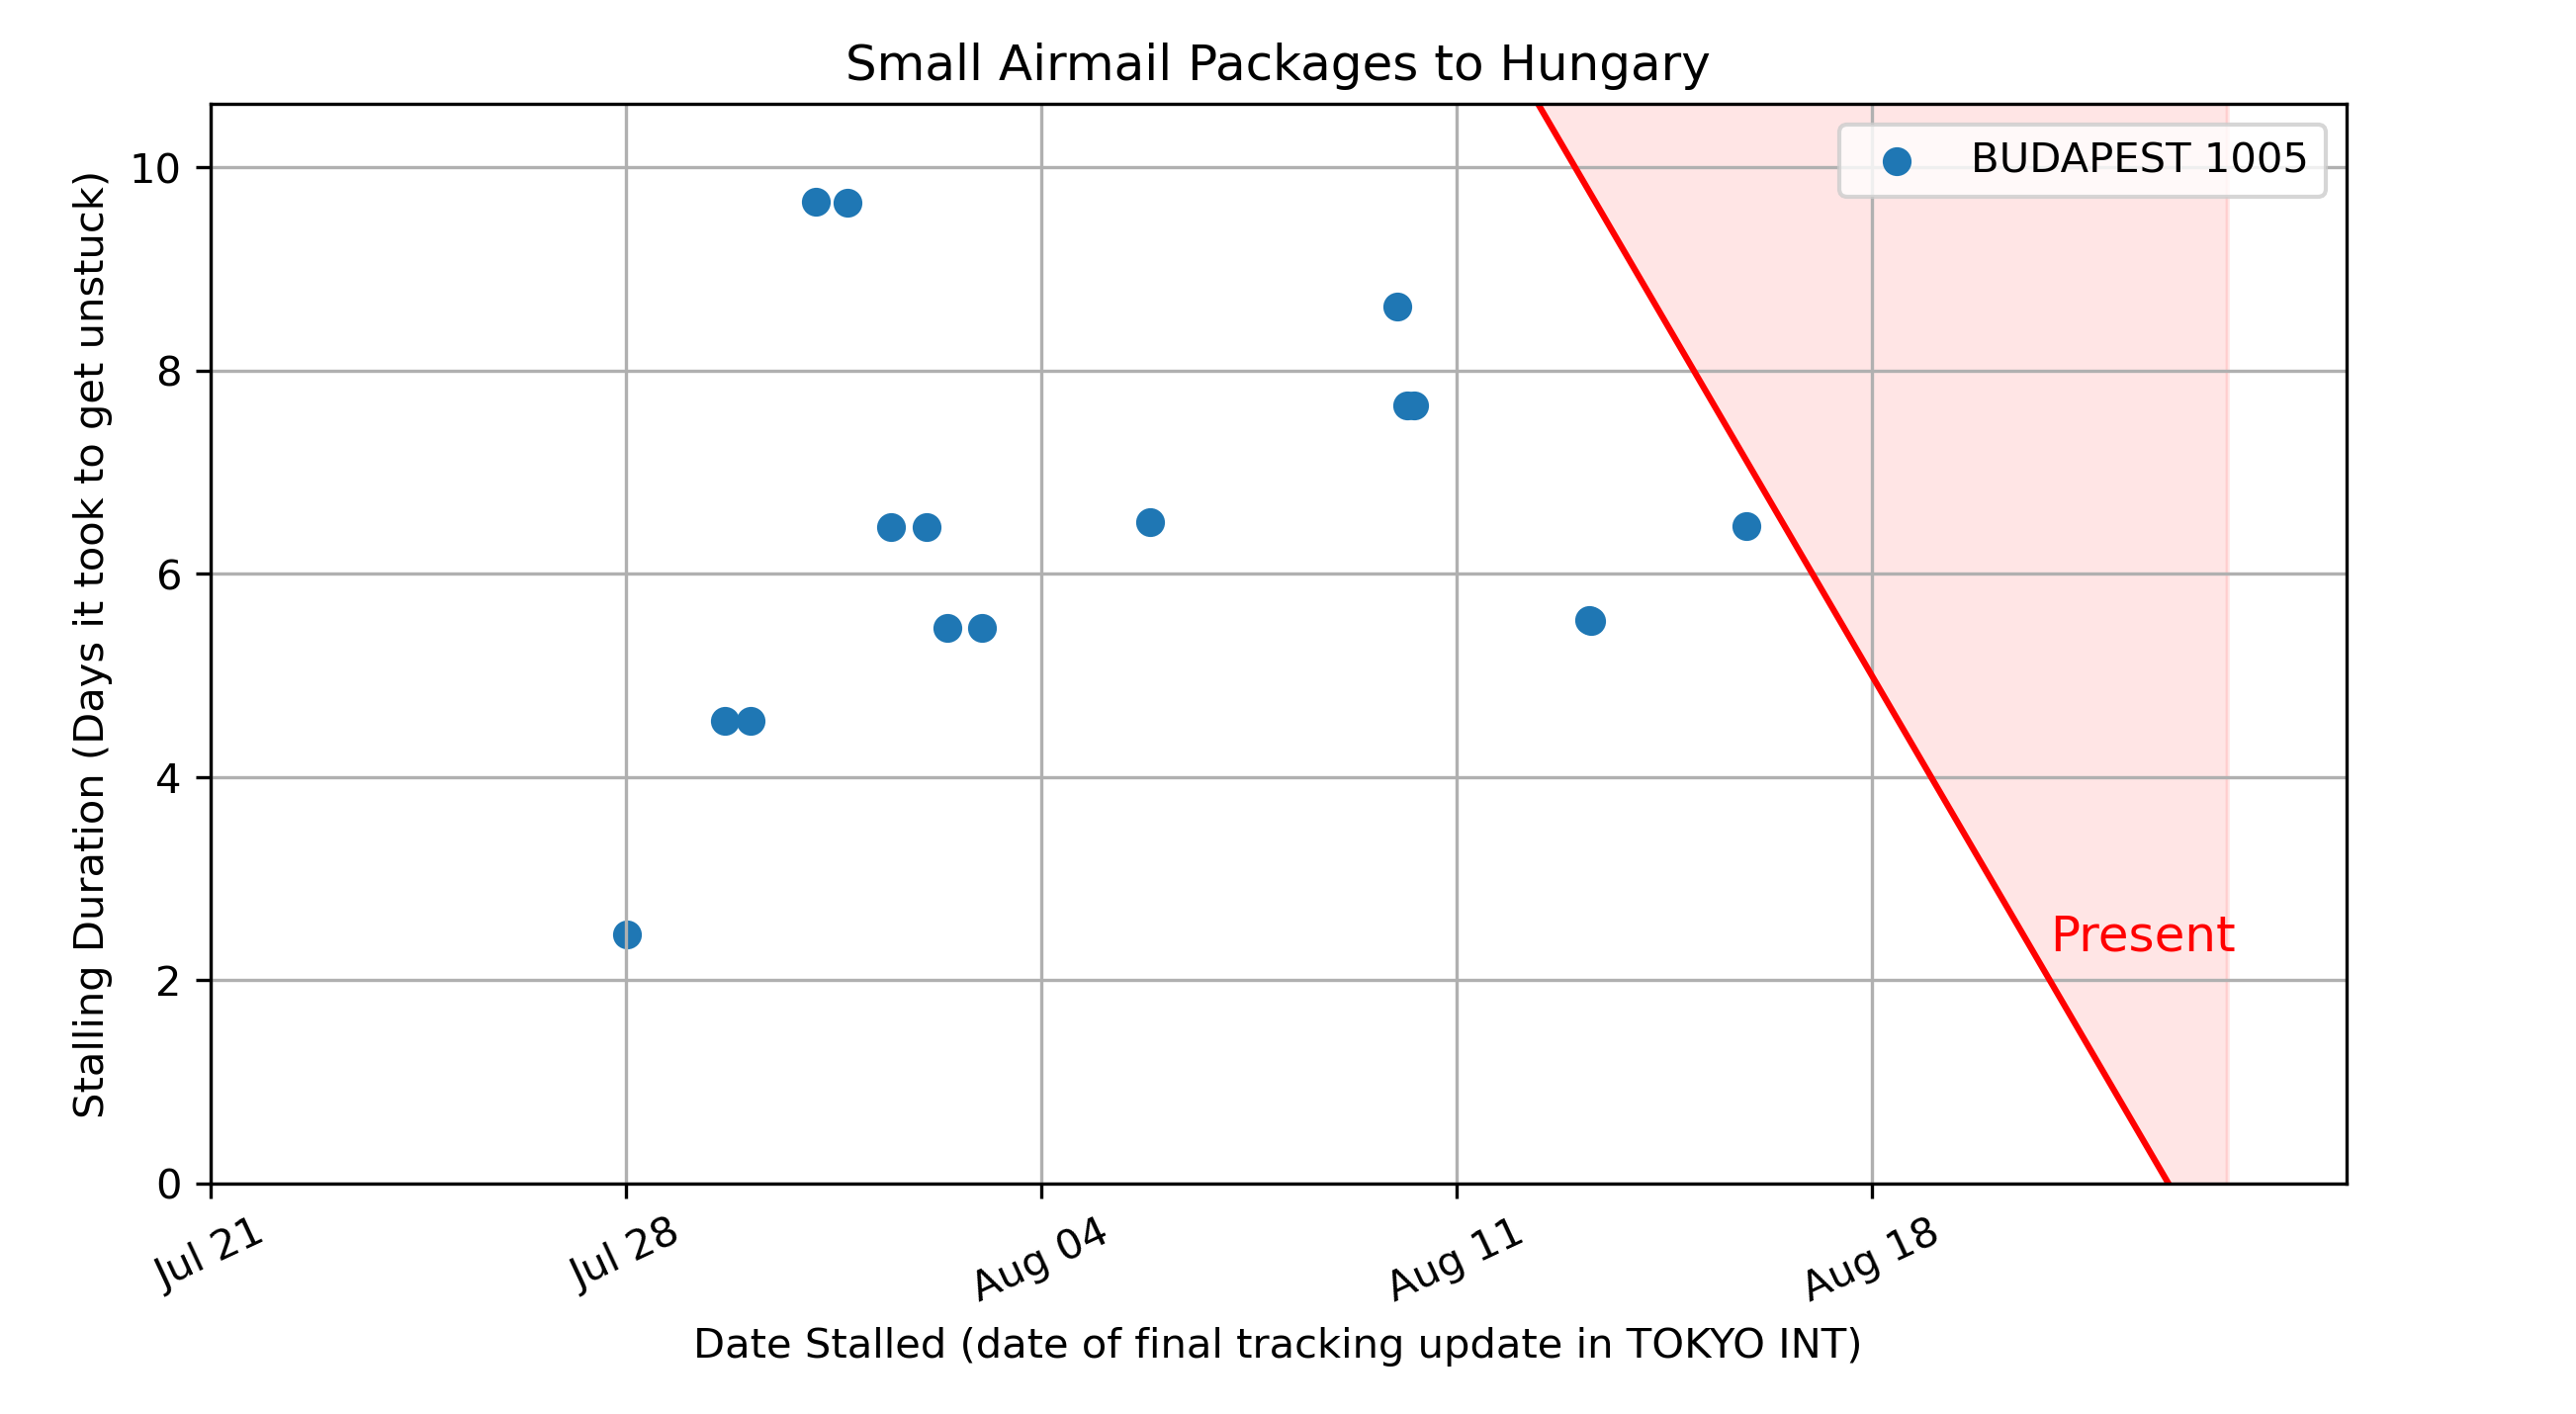 Small Airmail Packages to Hungary
BUDAPEST 1005
Stalling Duration (Days it took to get unstuck)
10
8
6
4
2
0
Present
Jul 21
Jul 28
Aug 04
Aug 11
Aug 18
Date Stalled (date of final tracking update in TOKYO INT)